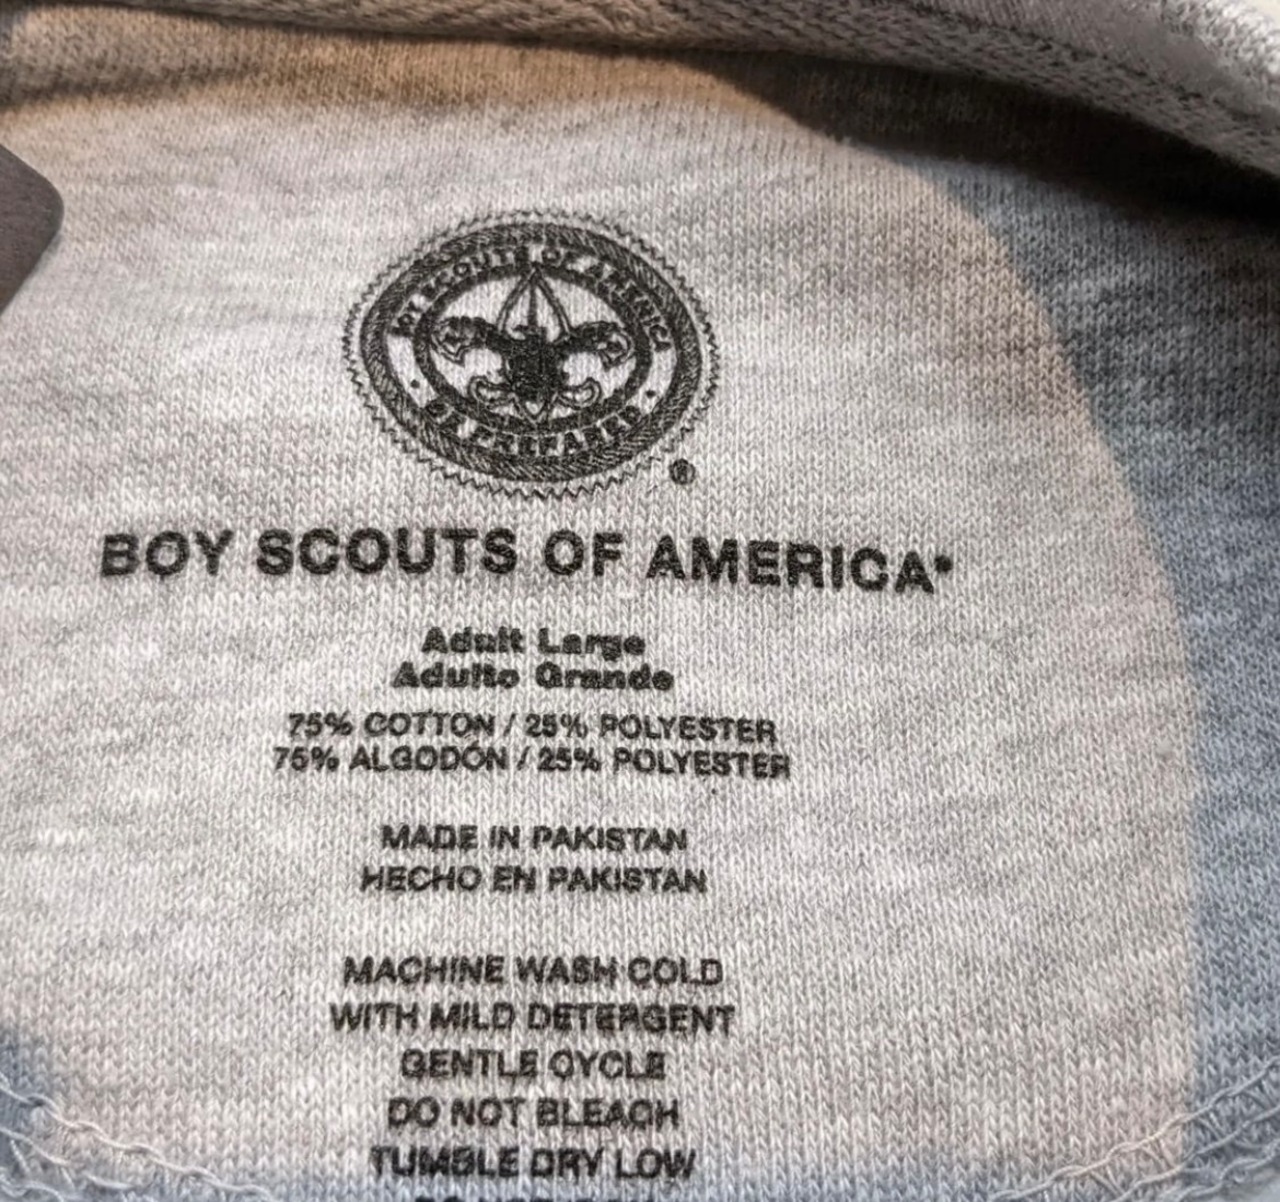 BOY SCOUTS OF AMERICA
BE PREPARED
®
BOY SCOUTS OF AMERICA®
Adult Large
Adulto Grande
75% COTTON / 25% POLYESTER
75% ALGODÓN / 25% POLYESTER
MADE IN PAKISTAN
HECHO EN PAKISTAN
MACHINE WASH COLD
WITH MILD DETERGENT
GENTLE CYCLE
DO NOT BLEACH
TUMBLE DRY LOW